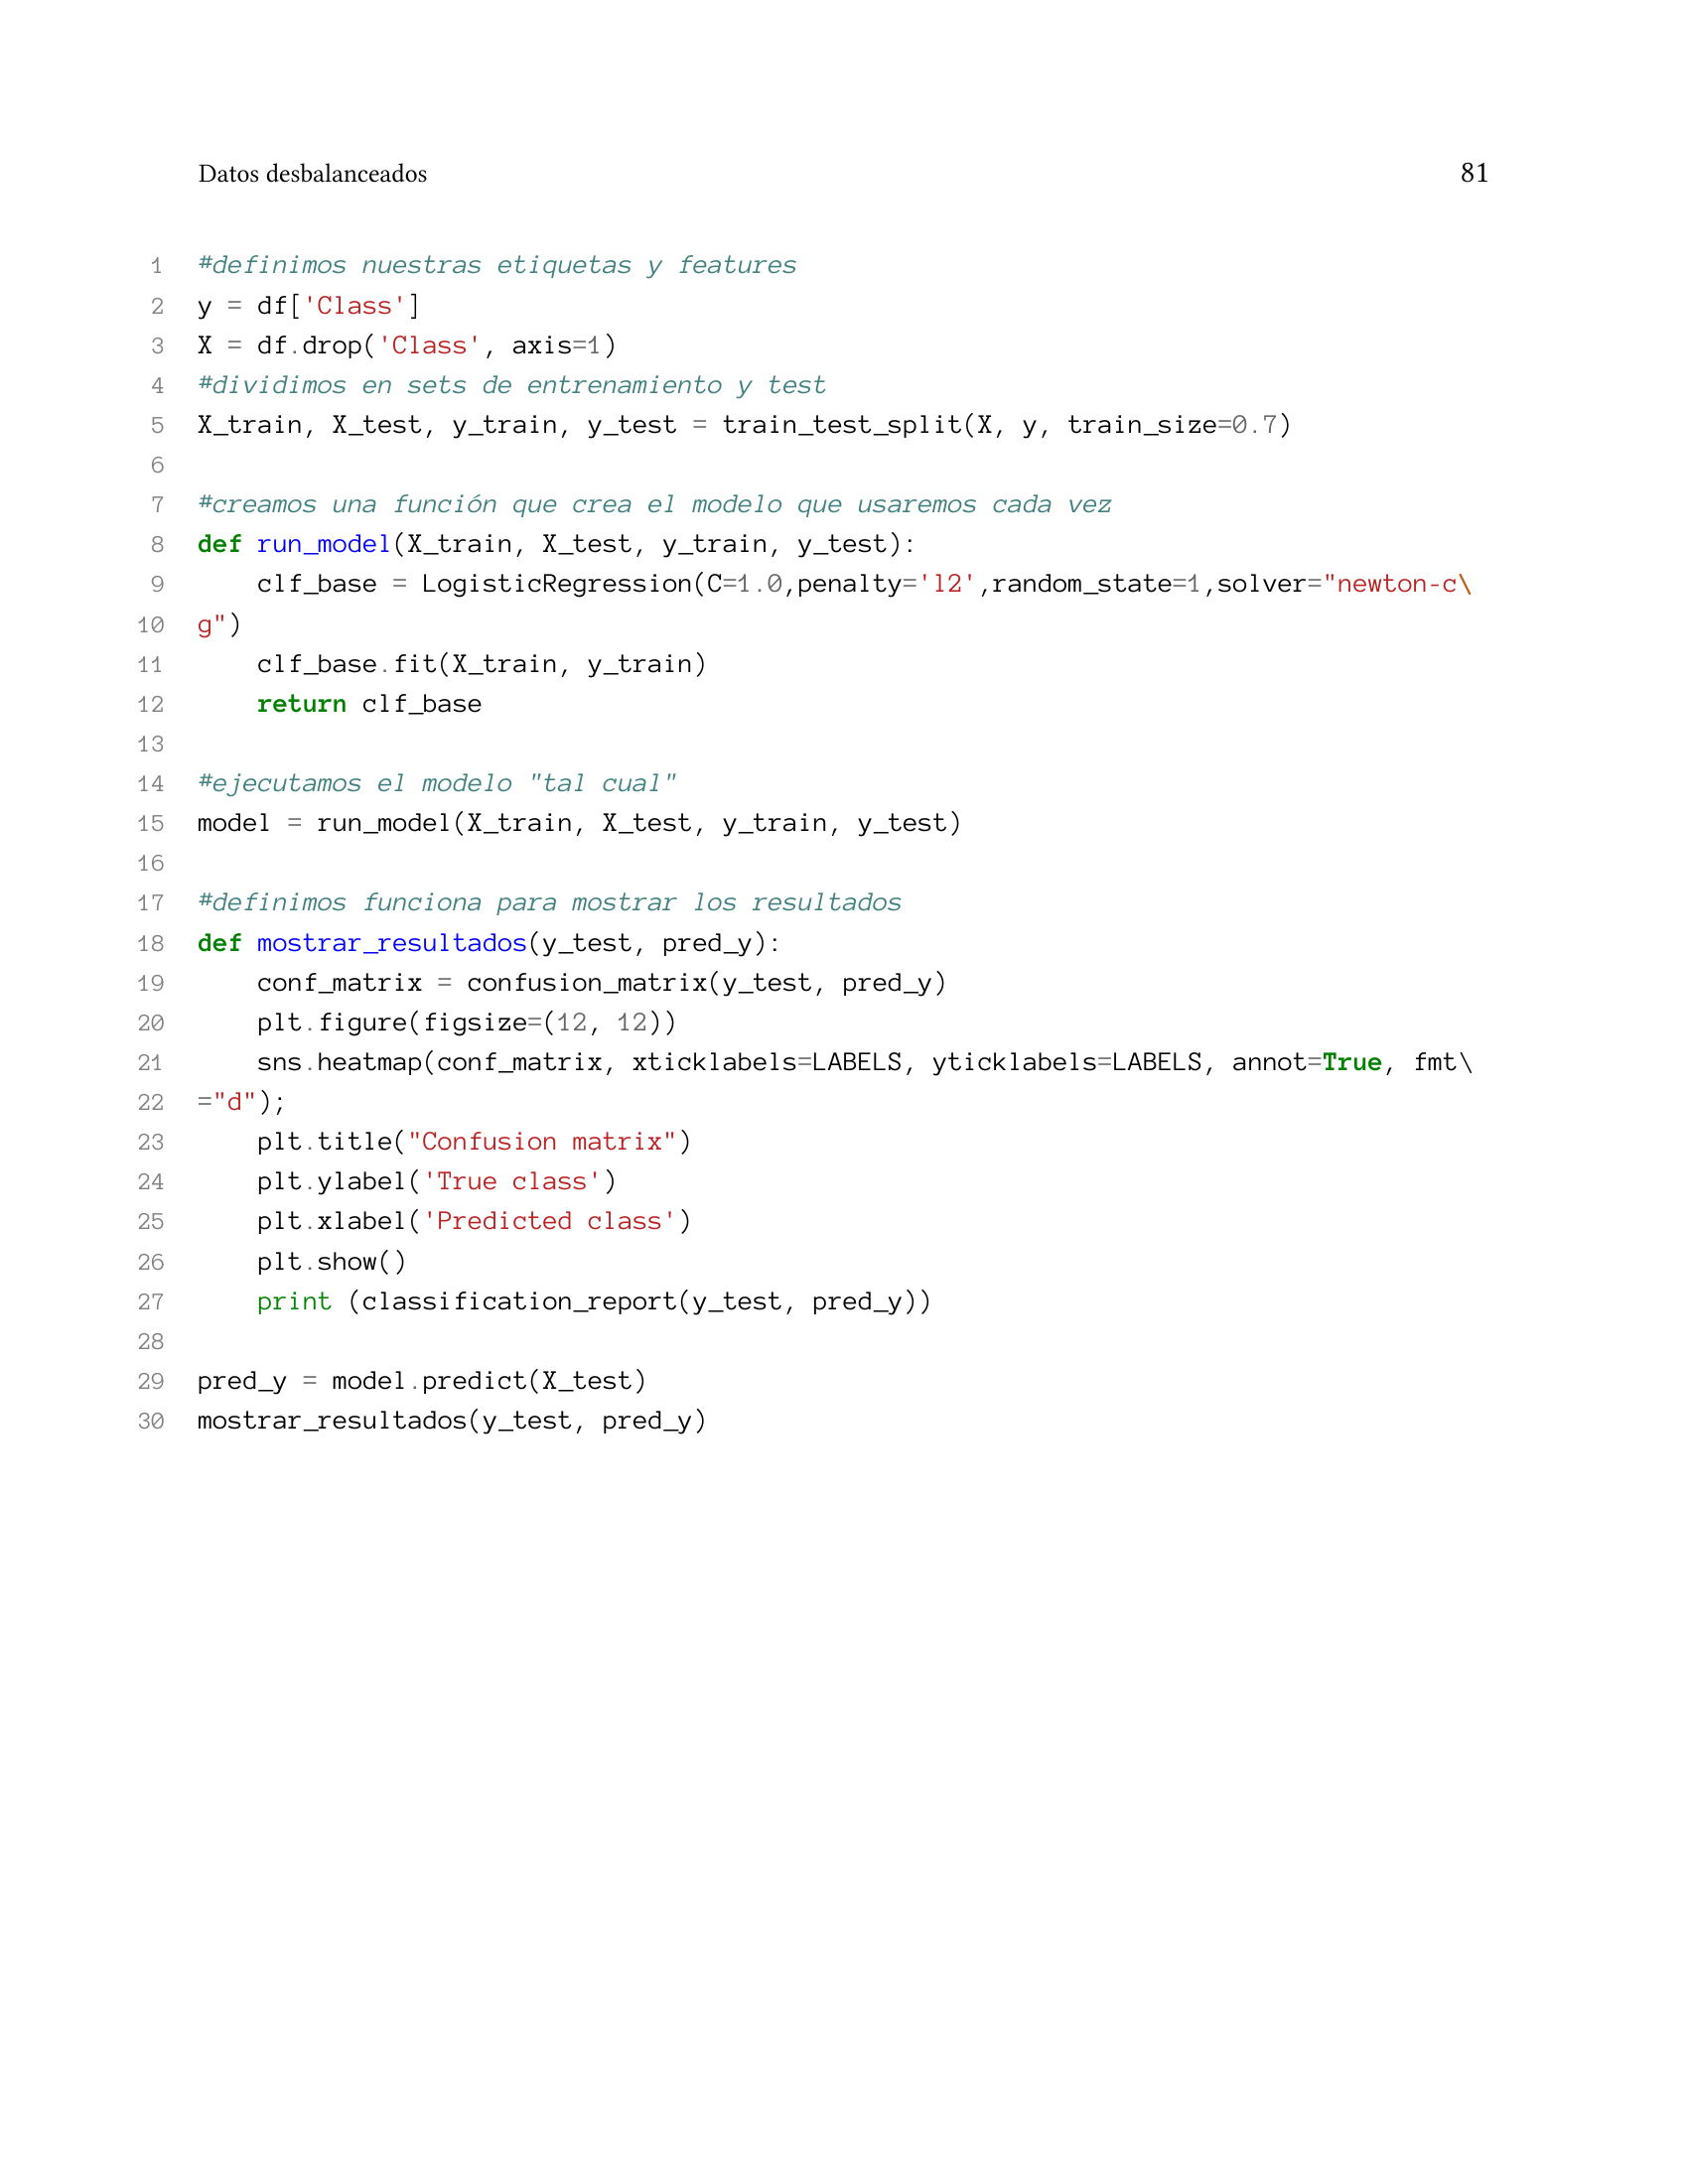 Datos desbalanceados 81
1 #definimos nuestras etiquetas y features
2 y = df['Class']
3 X = df.drop('Class', axis=1)
4 #dividimos en sets de entrenamiento y test
5 X_train, X_test, y_train, y_test = train_test_split(X, y, train_size=0.7)
6
7 #creamos una función que crea el modelo que usaremos cada vez
8 def run_model(X_train, X_test, y_train, y_test):
9     clf_base = LogisticRegression(C=1.0,penalty='l2',random_state=1,solver="newton-c\
10 g")
11     clf_base.fit(X_train, y_train)
12     return clf_base
13
14 #ejecutamos el modelo "tal cual"
15 model = run_model(X_train, X_test, y_train, y_test)
16
17 #definimos funciona para mostrar los resultados
18 def mostrar_resultados(y_test, pred_y):
19     conf_matrix = confusion_matrix(y_test, pred_y)
20     plt.figure(figsize=(12, 12))
21     sns.heatmap(conf_matrix, xticklabels=LABELS, yticklabels=LABELS, annot=True, fmt\
22 ="d");
23     plt.title("Confusion matrix")
24     plt.ylabel('True class')
25     plt.xlabel('Predicted class')
26     plt.show()
27     print (classification_report(y_test, pred_y))
28
29 pred_y = model.predict(X_test)
30 mostrar_resultados(y_test, pred_y)